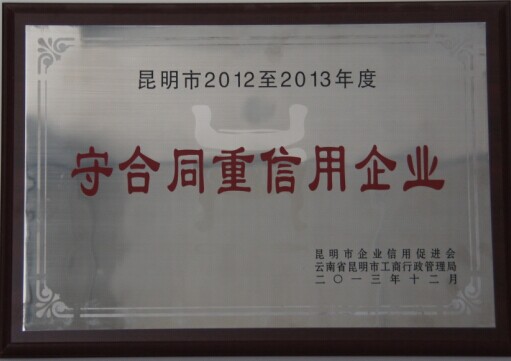 昆明市2012至2013年度
守合同重信用企业
昆明市企业信用促进会
云南省昆明市工商行政管理局
二〇一三年十二月